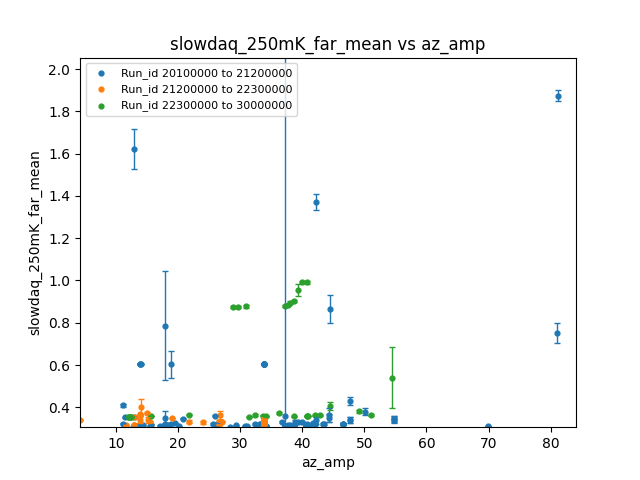 slowdaq_250mK_far_mean vs az_amp
Run_id 20100000 to 21200000
Run_id 21200000 to 22300000
Run_id 22300000 to 30000000
slowdaq_250mK_far_mean
2.0
1.8
1.6
1.4
1.2
1.0
0.8
0.6
0.4
10 20 30 40 50 60 70 80
az_amp